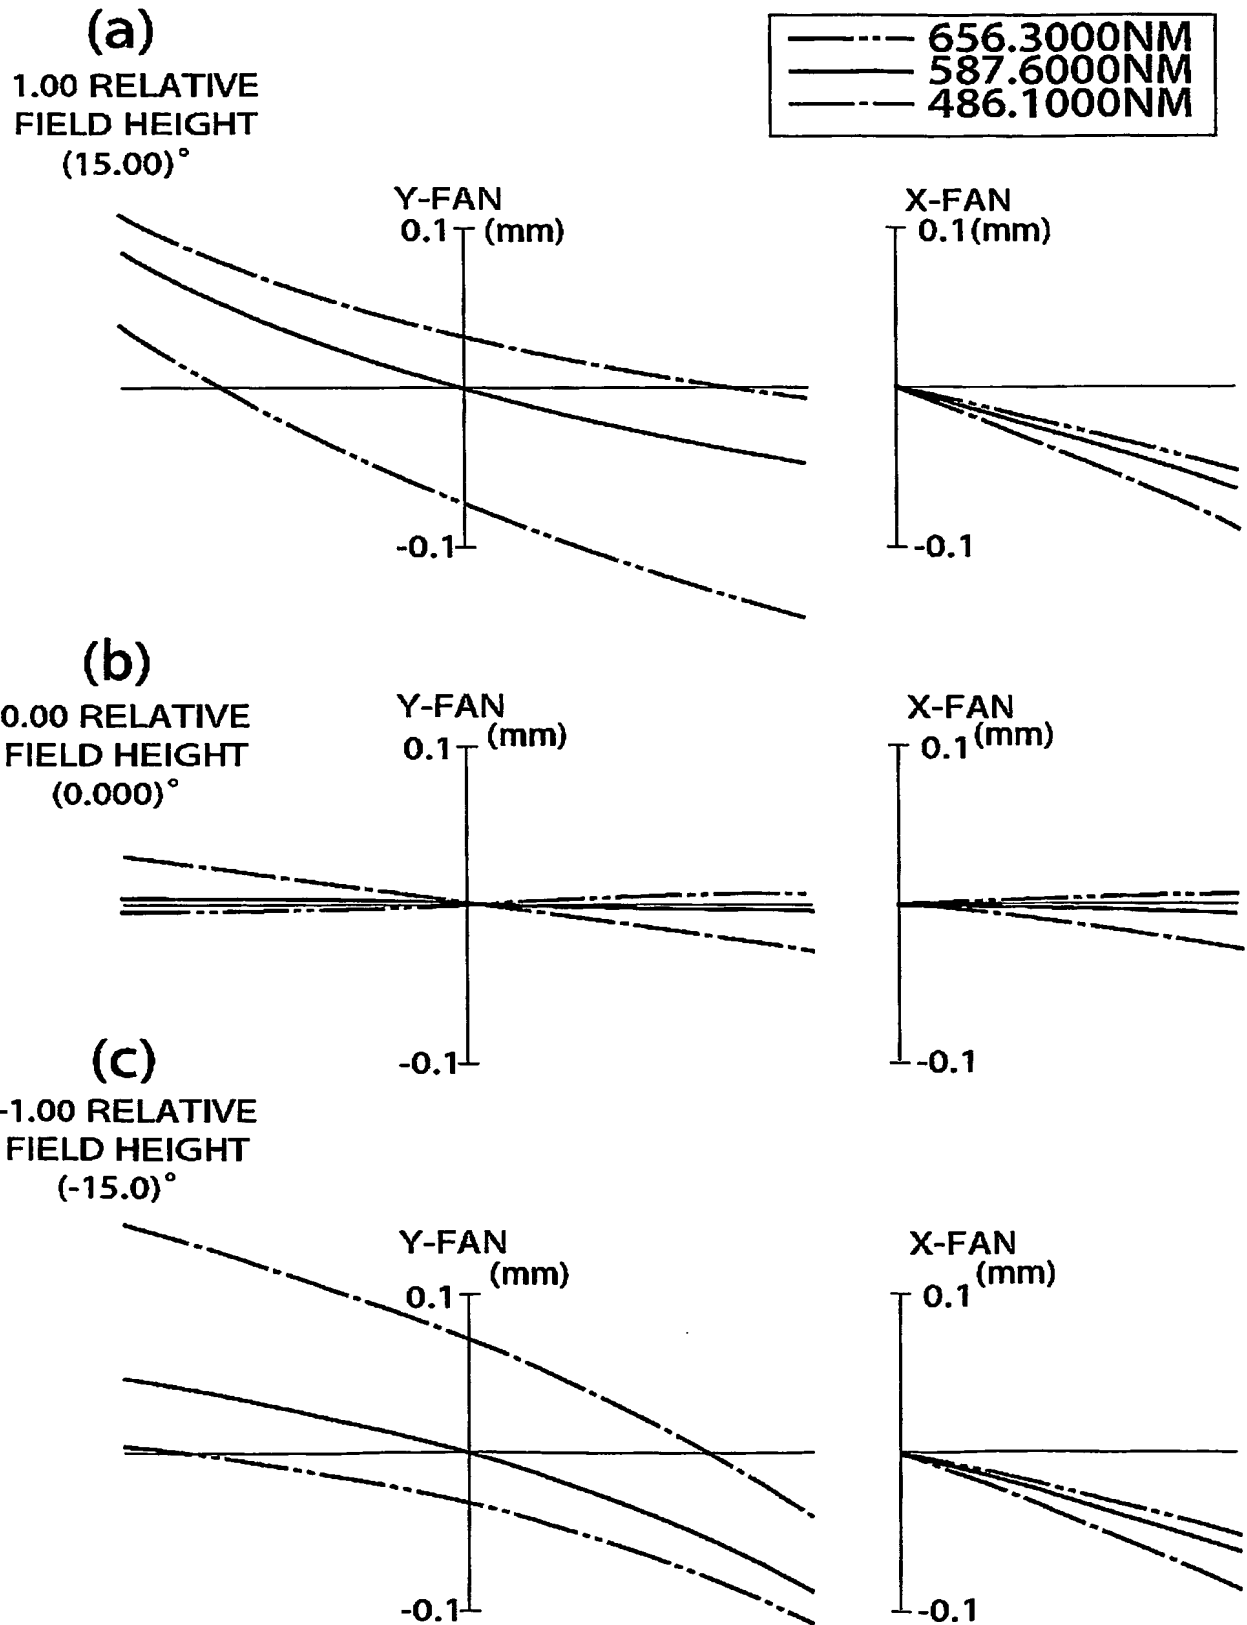 (a)
1.00 RELATIVE
FIELD HEIGHT
(15.00)°
656.3000NM
587.6000NM
486.1000NM
Y-FAN
0.1 (mm)
-0.1
X-FAN
0.1(mm)
-0.1
(b)
0.00 RELATIVE
FIELD HEIGHT
(0.000)°
Y-FAN
0.1 (mm)
-0.1
X-FAN
0.1 (mm)
-0.1
(c)
-1.00 RELATIVE
FIELD HEIGHT
(-15.0)°
Y-FAN
0.1 (mm)
-0.1
X-FAN
0.1 (mm)
-0.1